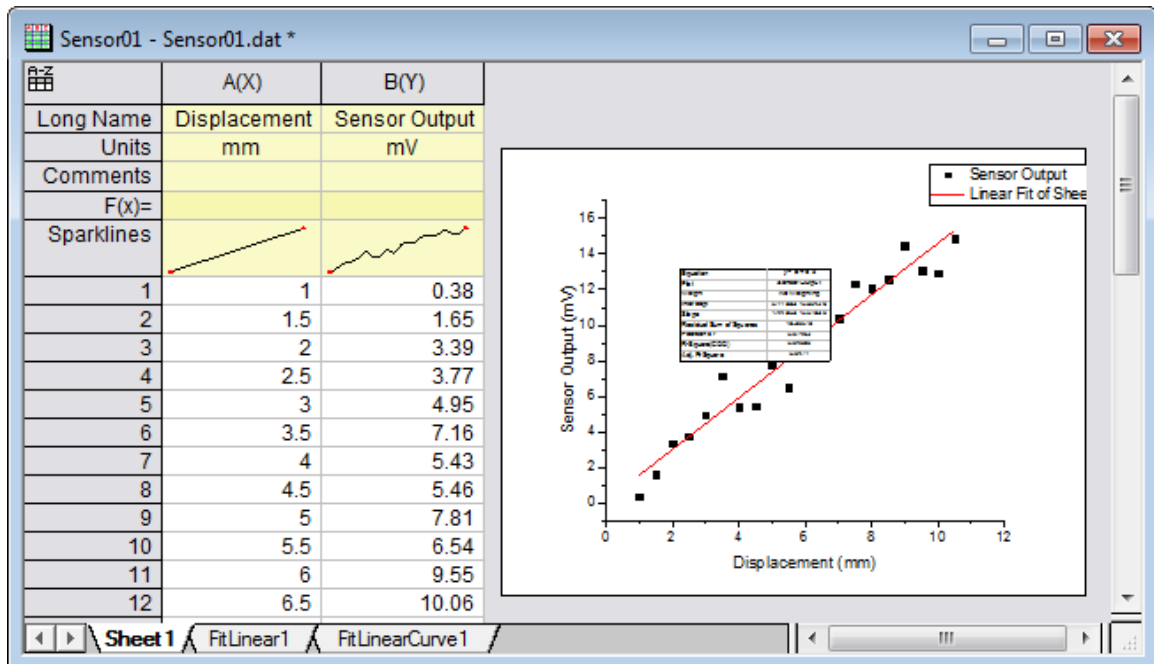 Sensor01 - Sensor01.dat *
A(X) B(Y)
Long Name Displacement Sensor Output
Units mm mV
Comments
F(x)=
Sparklines
1 1 0.38
2 1.5 1.65
3 2 3.39
4 2.5 3.77
5 3 4.95
6 3.5 7.16
7 4 5.43
8 4.5 5.46
9 5 7.81
10 5.5 6.54
11 6 9.55
12 6.5 10.06
Sensor Output
Linear Fit of Shee
16
14
12
10
8
6
4
2
0
Sensor Output (mV)
Equation
Residual Sum of Squares
0 2 4 6 8 10 12
Displacement (mm)
Sheet1 FitLinear1 FitLinearCurve1